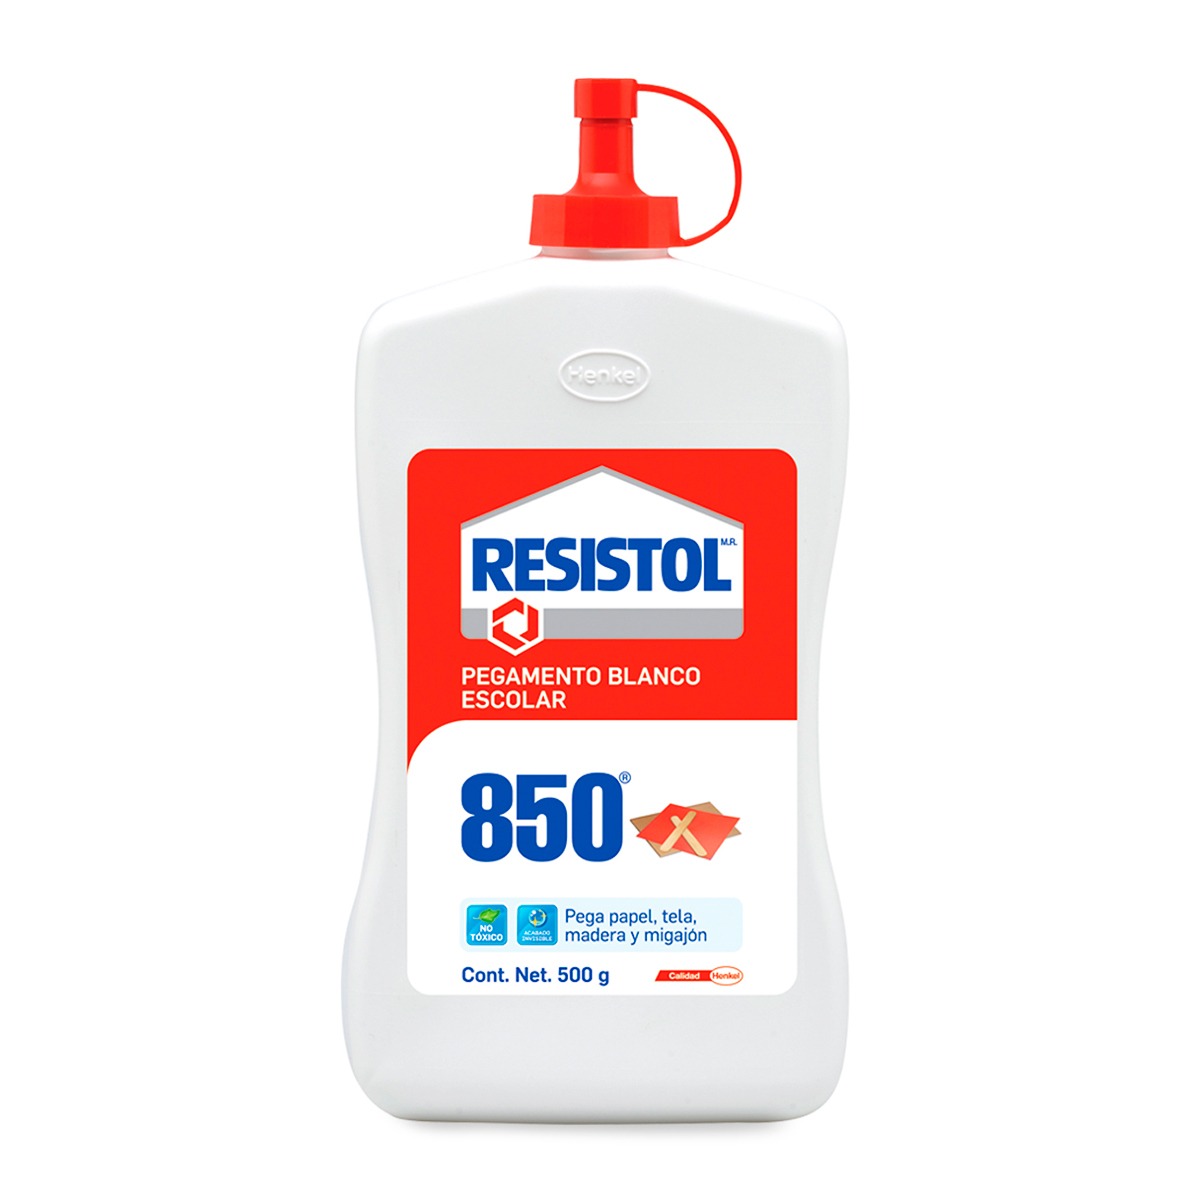 Henkel
RESISTOL M.R.
PEGAMENTO BLANCO
ESCOLAR
850®
NO
TÓXICO
ACABADO
INVISIBLE
Pega papel, tela,
madera y migajón
Cont. Net. 500 g
Calidad Henkel